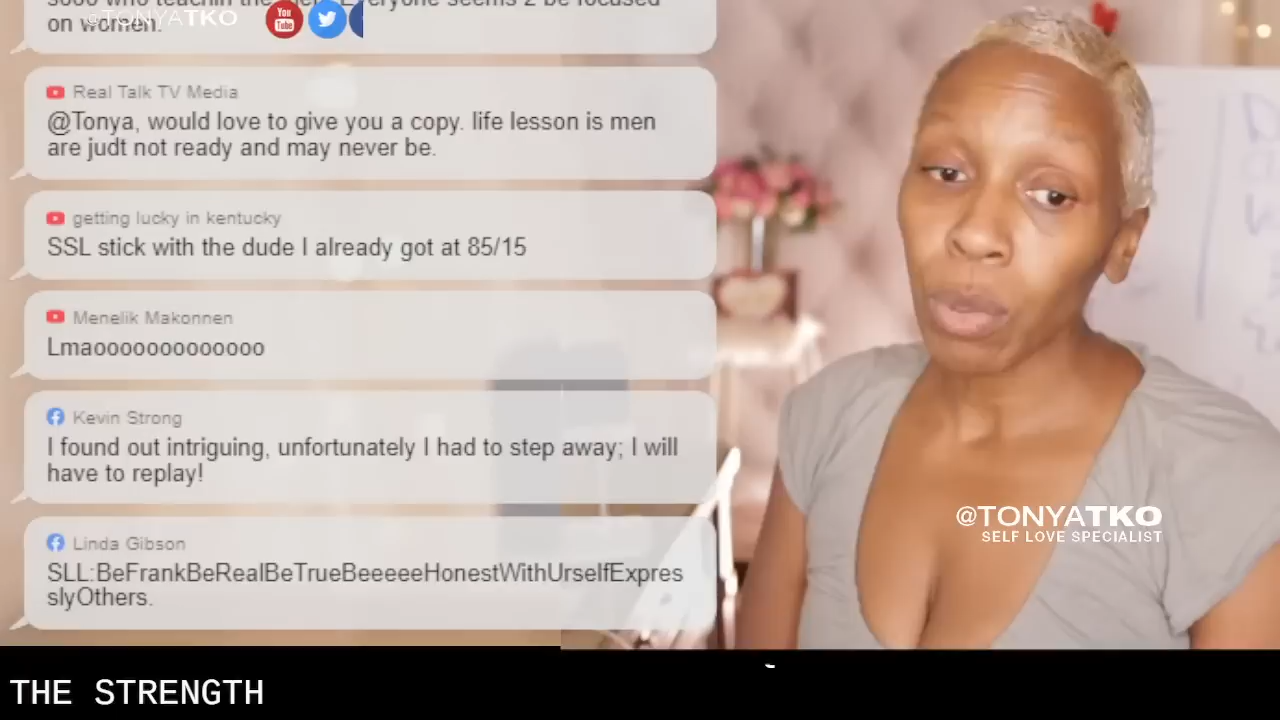 @TONYATKO
You
Tube
on women.
Real Talk TV Media
@Tonya, would love to give you a copy. life lesson is men
are judt not ready and may never be.
getting lucky in kentucky
SSL stick with the dude I already got at 85/15
Menelik Makonnen
Lmaooooooooooooo
Kevin Strong
I found out intriguing, unfortunately I had to step away; I will
have to replay!
Linda Gibson
SLL:BeFrankBeRealBeTrueBeeeeeHonestWithUrselfExpres
slyOthers.
@TONYATKO
SELF LOVE SPECIALIST
THE STRENGTH